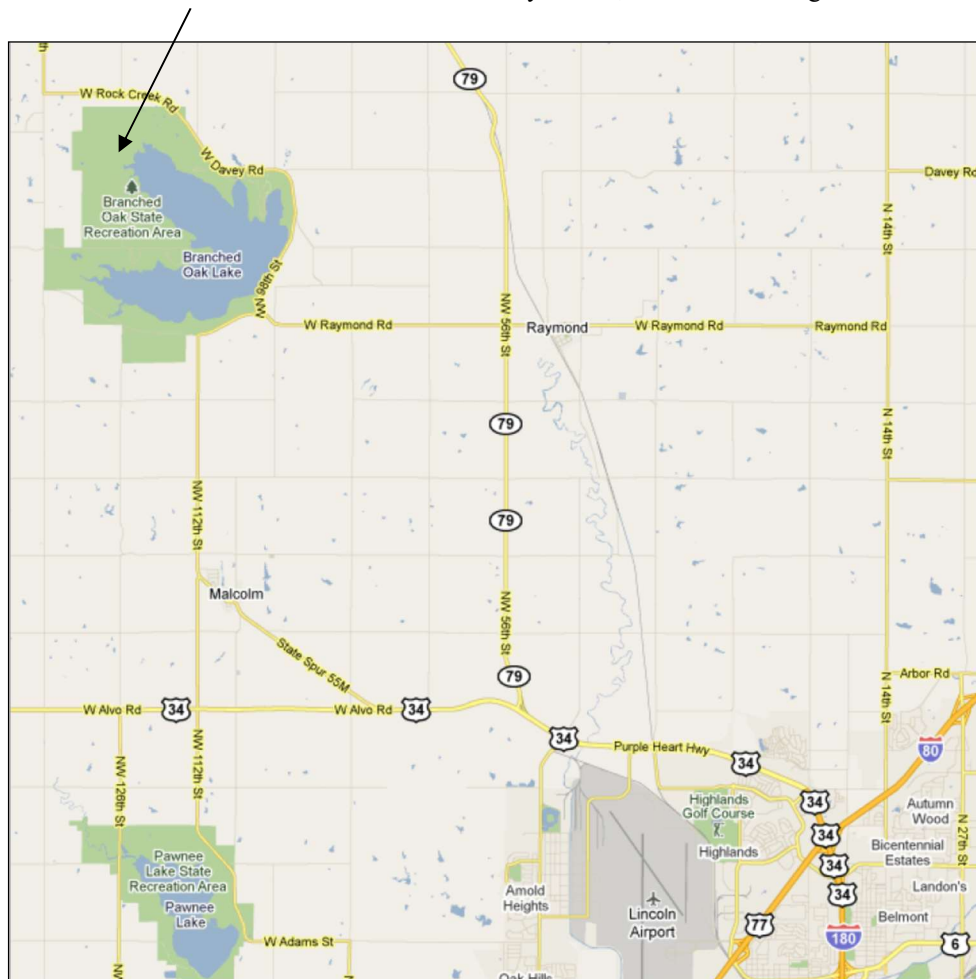 79
W Rock Creek Rd
W Davey Rd
Davey Rd
Branched
Oak State
Recreation Area
Branched
Oak Lake
NW 98th St
N 14th St
W Raymond Rd
NW 56th St
Raymond
W Raymond Rd
Raymond Rd
79
N 14th St
NW 112th St
79
Malcolm
NW 56th St
State Spur 55M
79
Arbor Rd
N 14th St
W Alvo Rd
34
W Alvo Rd
34
34
Purple Heart Hwy
34
80
NW 126th St
NW 112th St
Highlands
Golf Course
34
Autumn
Wood
N 27th St
34
Highlands
Bicentennial
Estates
Pawnee
Lake State
Recreation Area
34
Arnold
Heights
34
Landon's
Pawnee
Lake
Lincoln
Airport
77
Belmont
W Adams St
180
6
NW